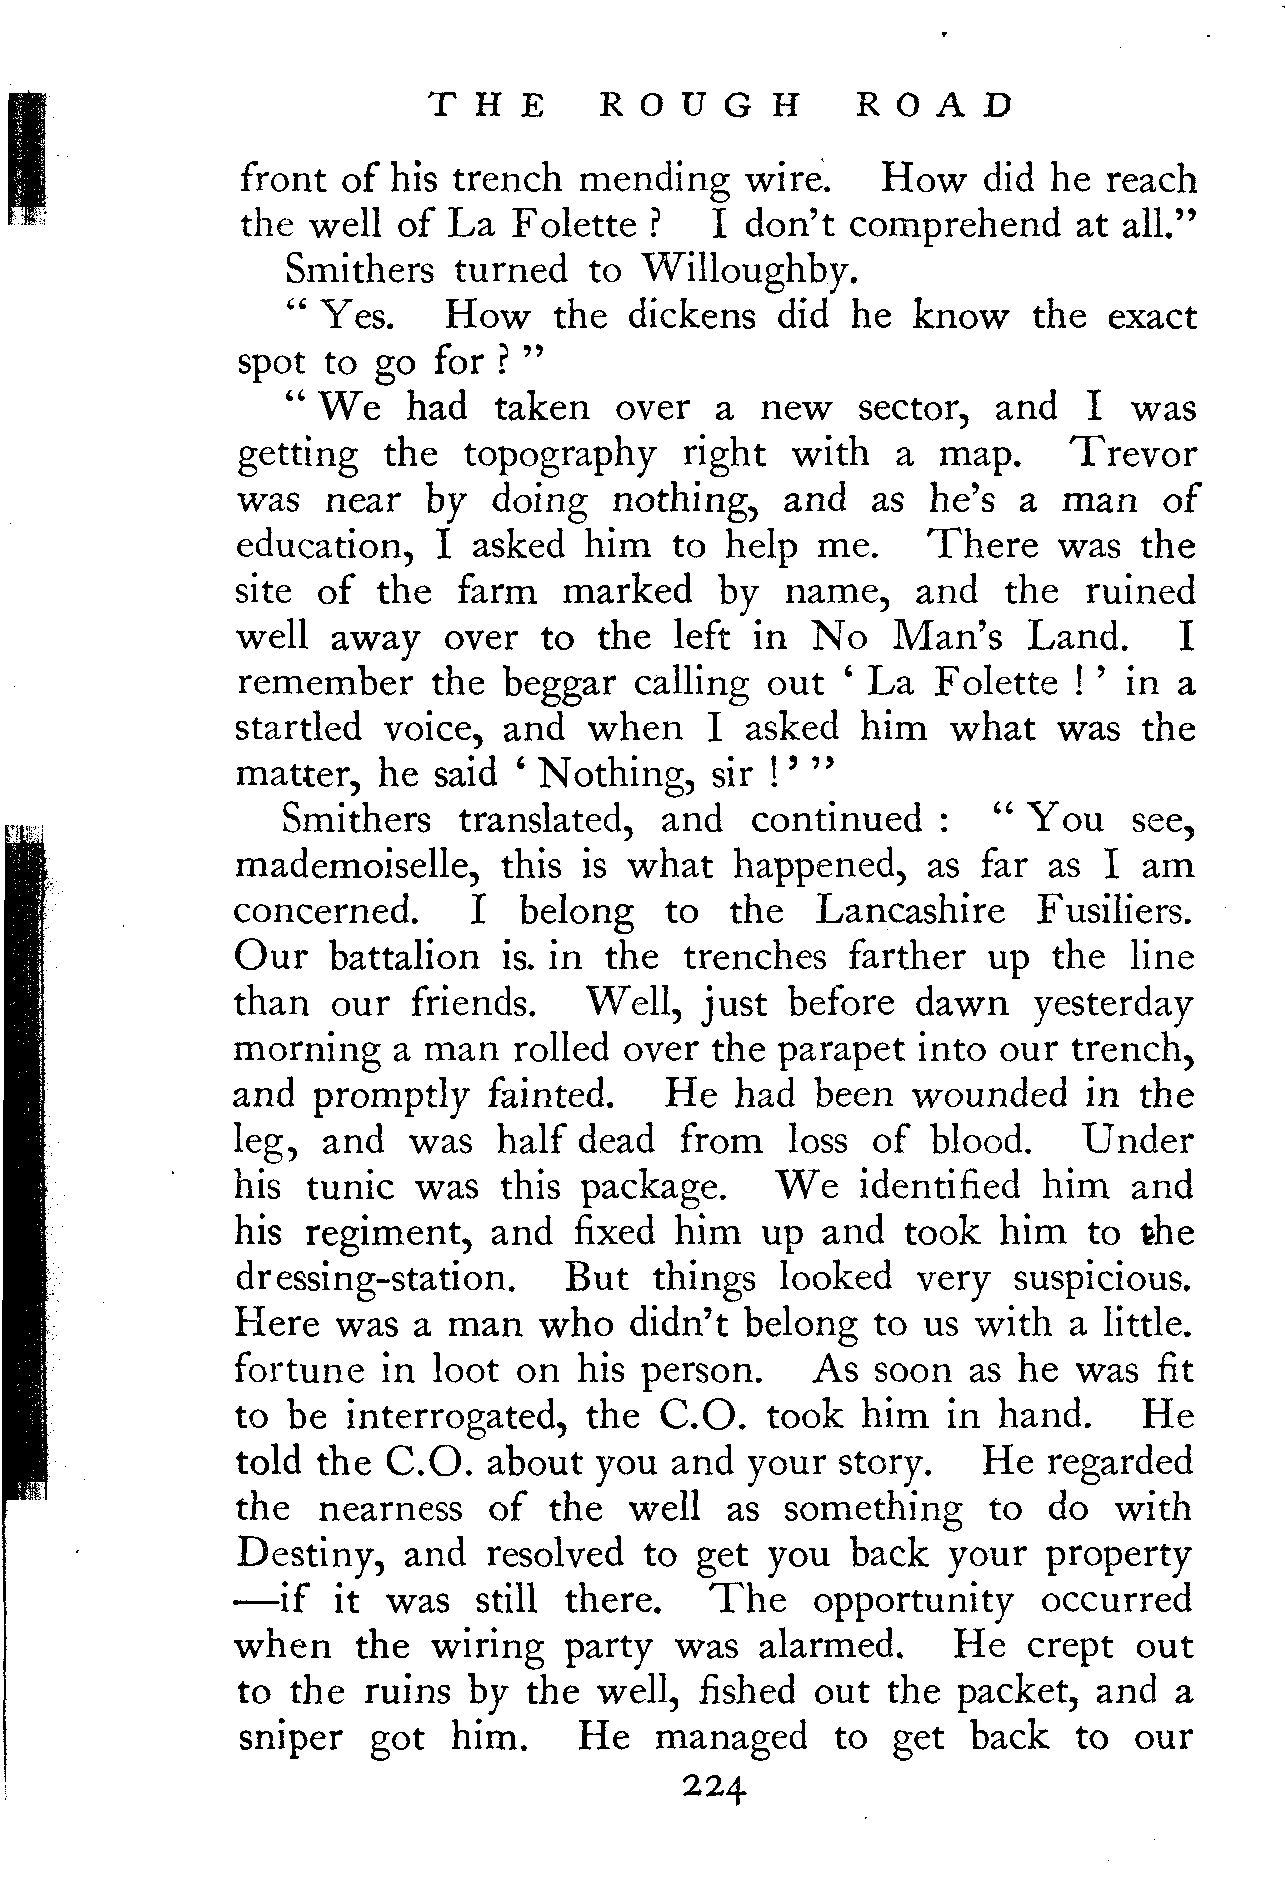 THE ROUGH ROAD
front of his trench mending wire. How did he reach
the well of La Folette ? I don't comprehend at all."
Smithers turned to Willoughby.
" Yes. How the dickens did he know the exact
spot to go for ? "
" We had taken over a new sector, and I was
getting the topography right with a map. Trevor
was near by doing nothing, and as he's a man of
education, I asked him to help me. There was the
site of the farm marked by name, and the ruined
well away over to the left in No Man's Land. I
remember the beggar calling out ' La Folette ! ' in a
startled voice, and when I asked him what was the
matter, he said ' Nothing, sir ! ' "
Smithers translated, and continued : " You see,
mademoiselle, this is what happened, as far as I am
concerned. I belong to the Lancashire Fusiliers.
Our battalion is. in the trenches farther up the line
than our friends. Well, just before dawn yesterday
morning a man rolled over the parapet into our trench,
and promptly fainted. He had been wounded in the
leg, and was half dead from loss of blood. Under
his tunic was this package. We identified him and
his regiment, and fixed him up and took him to the
dressing-station. But things looked very suspicious.
Here was a man who didn't belong to us with a little.
fortune in loot on his person. As soon as he was fit
to be interrogated, the C.O. took him in hand. He
told the C.O. about you and your story. He regarded
the nearness of the well as something to do with
Destiny, and resolved to get you back your property
—if it was still there. The opportunity occurred
when the wiring party was alarmed. He crept out
to the ruins by the well, fished out the packet, and a
sniper got him. He managed to get back to our
224